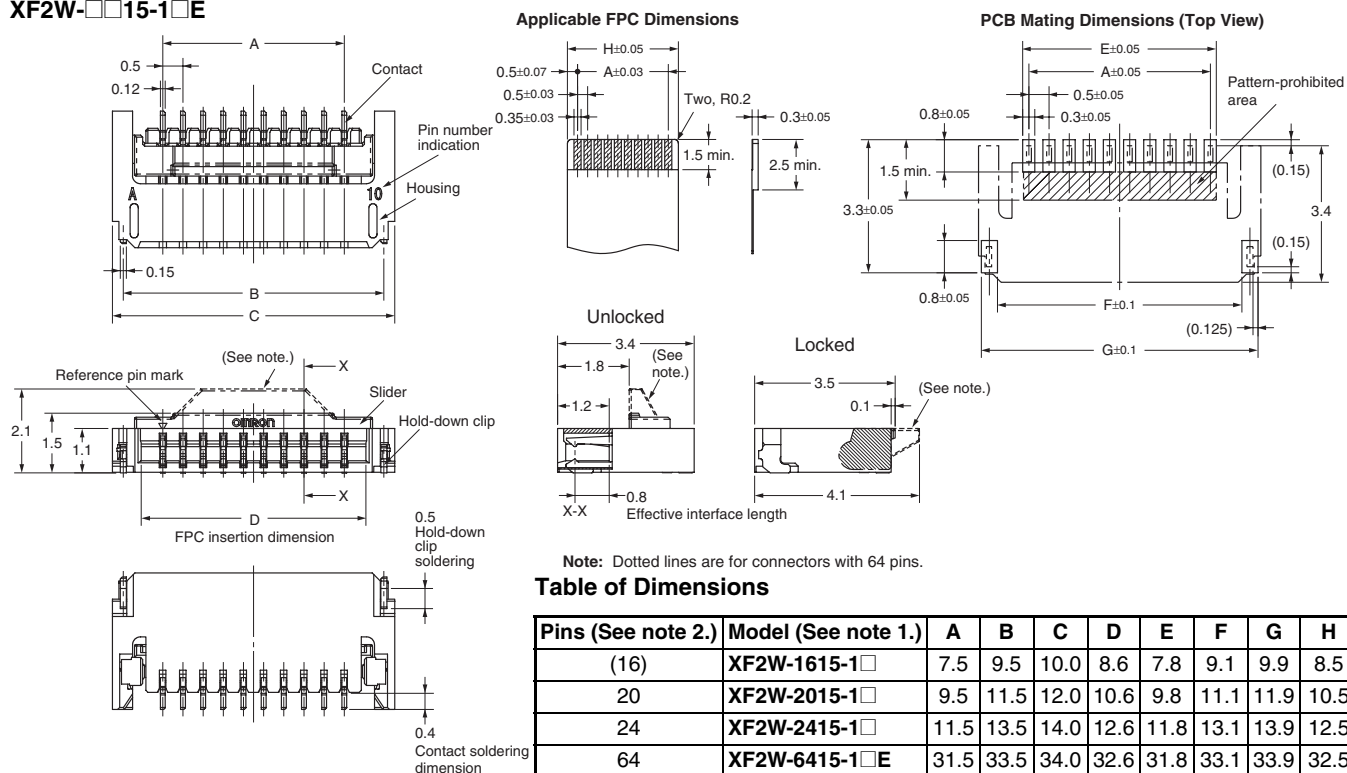 XF2W-□□15-1□E
A
0.5
0.12
Contact
Pin number
indication
Housing
A
10
0.15
B
C
Applicable FPC Dimensions
H±0.05
0.5±0.07
A±0.03
0.5±0.03
0.35±0.03
Two, R0.2
0.3±0.05
1.5 min.
2.5 min.
PCB Mating Dimensions (Top View)
E±0.05
A±0.05
0.5±0.05
0.3±0.05
0.8±0.05
Pattern-prohibited
area
1.5 min.
(0.15)
3.3±0.05
3.4
(0.15)
0.8±0.05
F±0.1
(0.125)
G±0.1
(See note.)
X
Reference pin mark
Slider
OMRON
Hold-down clip
2.1
1.5
1.1
X
D
FPC insertion dimension
Unlocked
3.4
1.8
(See
note.)
1.2
0.8
X-X
Effective interface length
Locked
3.5
0.1
(See note.)
4.1
0.5
Hold-down
clip
soldering
0.4
Contact soldering
dimension
Note: Dotted lines are for connectors with 64 pins.
Table of Dimensions
Pins (See note 2.) Model (See note 1.) A B C D E F G H
(16) XF2W-1615-1□ 7.5 9.5 10.0 8.6 7.8 9.1 9.9 8.5
20 XF2W-2015-1□ 9.5 11.5 12.0 10.6 9.8 11.1 11.9 10.5
24 XF2W-2415-1□ 11.5 13.5 14.0 12.6 11.8 13.1 13.9 12.5
64 XF2W-6415-1□E 31.5 33.5 34.0 32.6 31.8 33.1 33.9 32.5